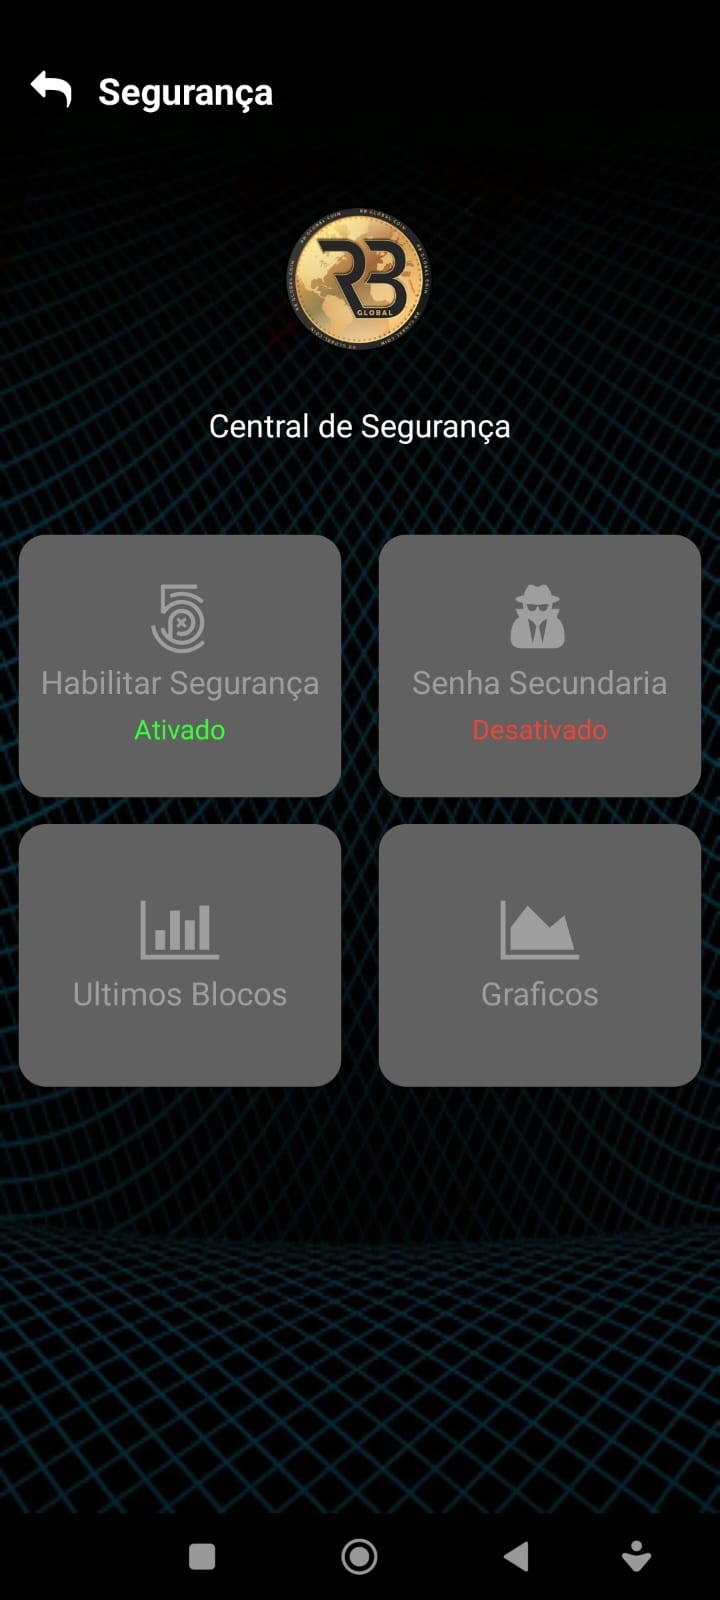 Segurança
RB
GLOBAL
Central de Segurança
Habilitar Segurança
Ativado
Senha Secundaria
Desativado
Ultimos Blocos
Graficos